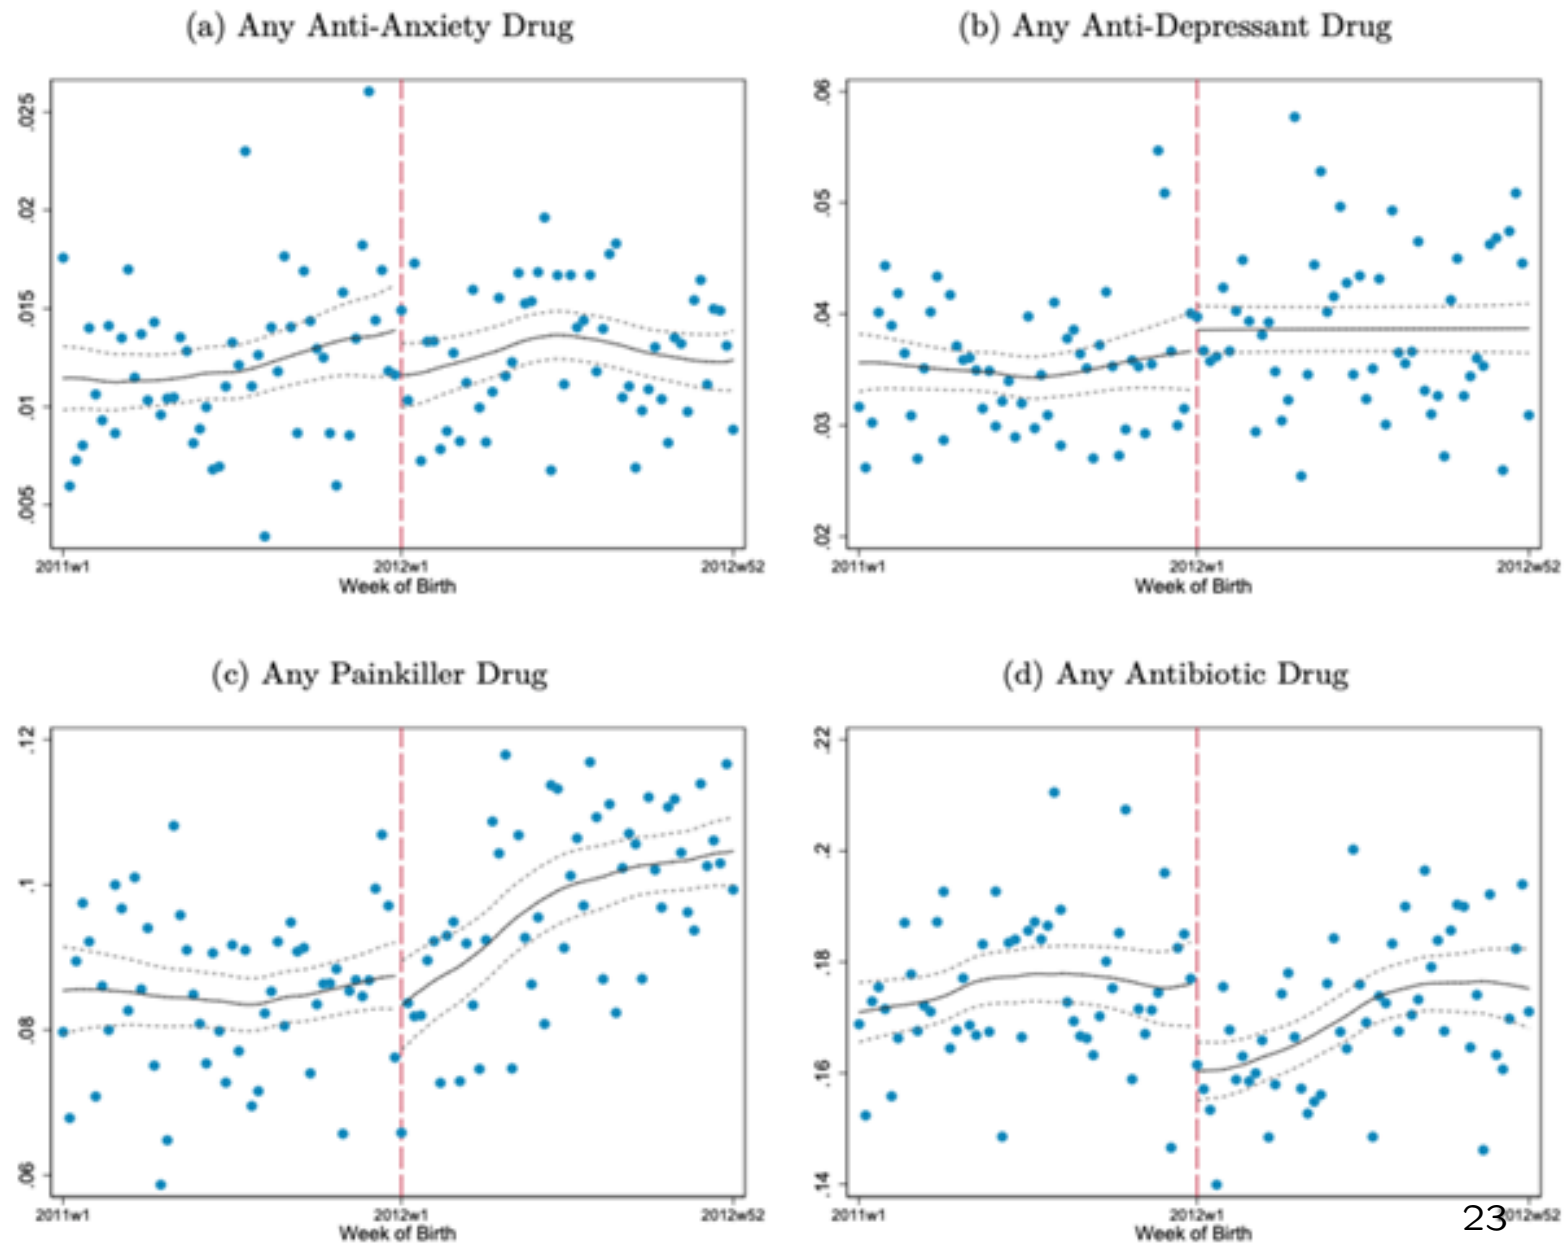 (a) Any Anti-Anxiety Drug
.025
.02
.015
.01
.005
2011w1 2012w1 2012w52
Week of Birth
(b) Any Anti-Depressant Drug
.06
.05
.04
.03
.02
2011w1 2012w1 2012w52
Week of Birth
(c) Any Painkiller Drug
.12
.1
.08
.06
2011w1 2012w1 2012w52
Week of Birth
(d) Any Antibiotic Drug
.22
.2
.18
.16
.14
2011w1 2012w1 2012w52
Week of Birth
23